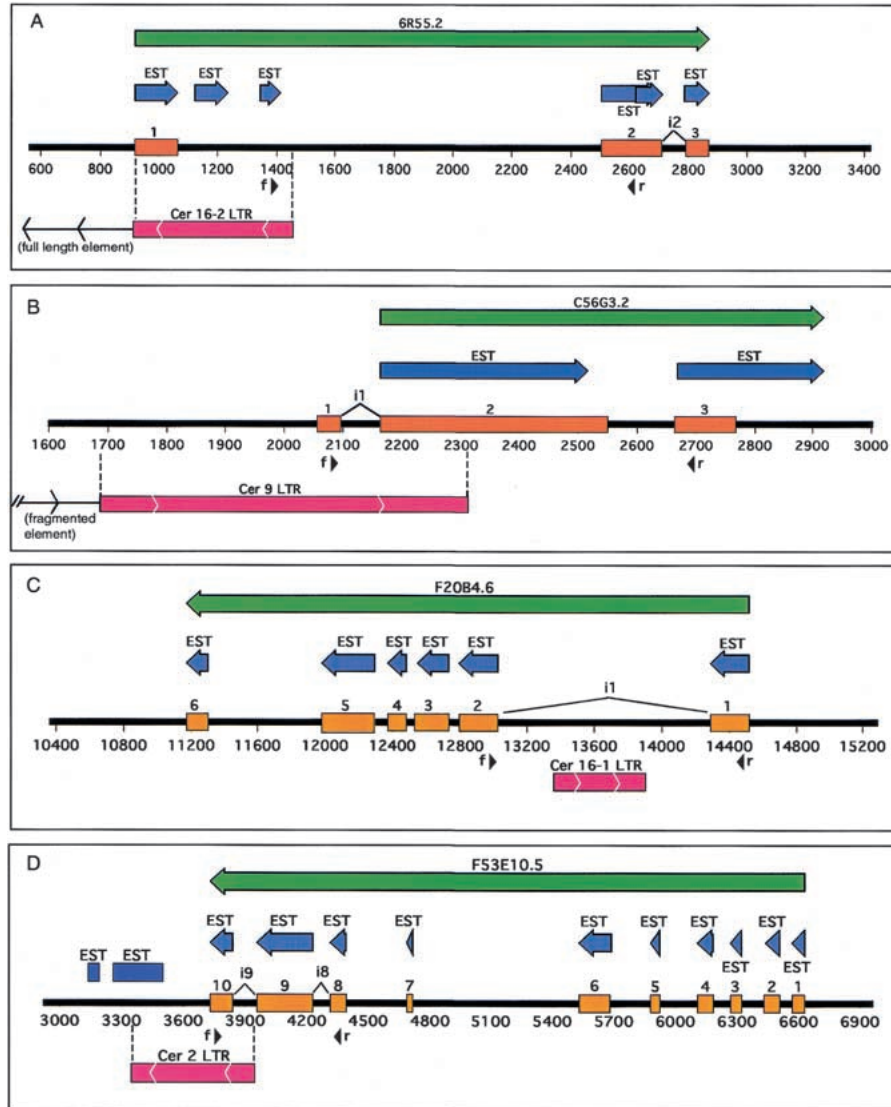 A
6R55.2
EST EST EST EST
EST
1 2 i2 3
600 800 1000 1200 1400 1600 1800 2000 2200 2400 2600 2800 3000 3200 3400
f r
Cer 16-2 LTR
(full length element)
B
C56G3.2
EST EST
1 i1 2 3
1600 1700 1800 1900 2000 2100 2200 2300 2400 2500 2600 2700 2800 2900 3000
f r
Cer 9 LTR
(fragmented
element)
C
F20B4.6
EST EST EST EST EST EST
6 5 4 3 2 i1 1
10400 10800 11200 11600 12000 12400 12800 13200 13600 14000 14400 14800 15200
f r
Cer 16-1 LTR
D
F53E10.5
EST EST EST EST EST EST EST EST
EST EST EST EST
10 i9 9 i8 8 7 6 5 4 3 2 1
3000 3300 3600 3900 4200 4500 4800 5100 5400 5700 6000 6300 6600 6900
f r
Cer 2 LTR